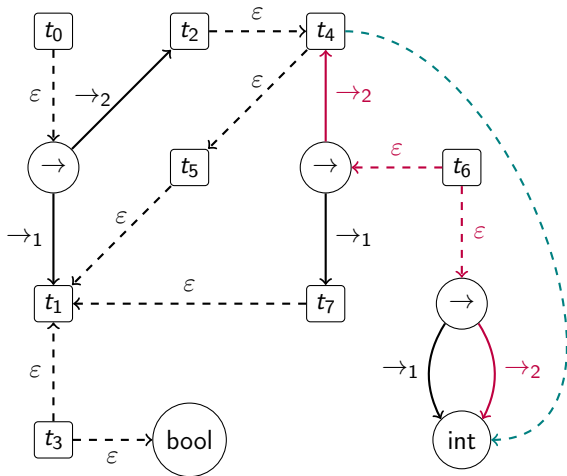 t₀ t₂ ε t₄
ε →₂ →₂
→ t₅ ε → ε t₆
→₁ ε →₁ ε
t₁ ε t₇ →
ε →₁ →₂
t₃ ε bool int